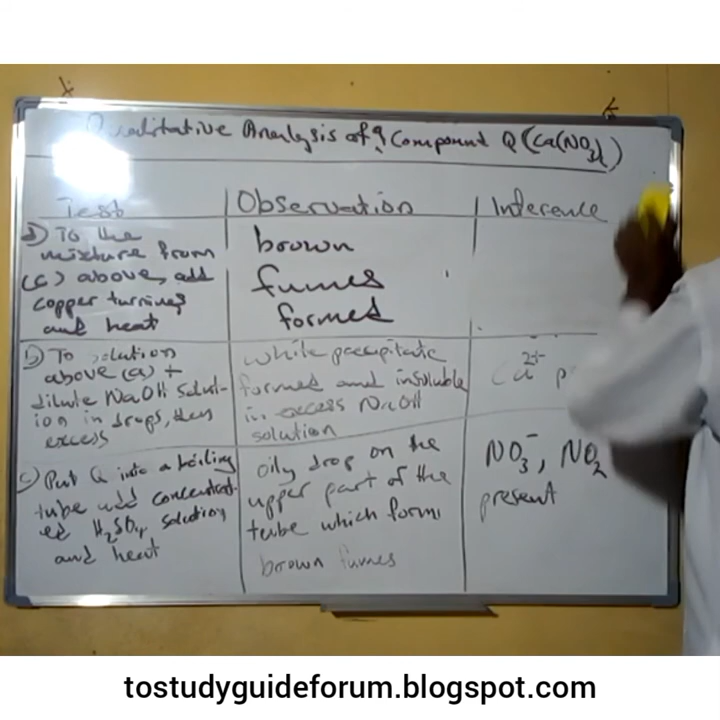 Qualitative Analysis of a Component Q (Ca(NO3)2)
Test
Observation
Inference
d) To the
mixture from
(c) above, add
copper turnings
and heat
brown
fumes
formed
b) To solution
above (a) +
dilute NaOH Solut-
ion in drops, then
excess
white precipitate
formed and insoluble
in excess NaOH
solution
Ca2+
c) Put Q into a boiling
tube add concentrat-
ed H2SO4 solution
and heat
oily drop on the
upper part of the
tube which forms
brown fumes
NO3-, NO2
present
tostudyguideforum.blogspot.com